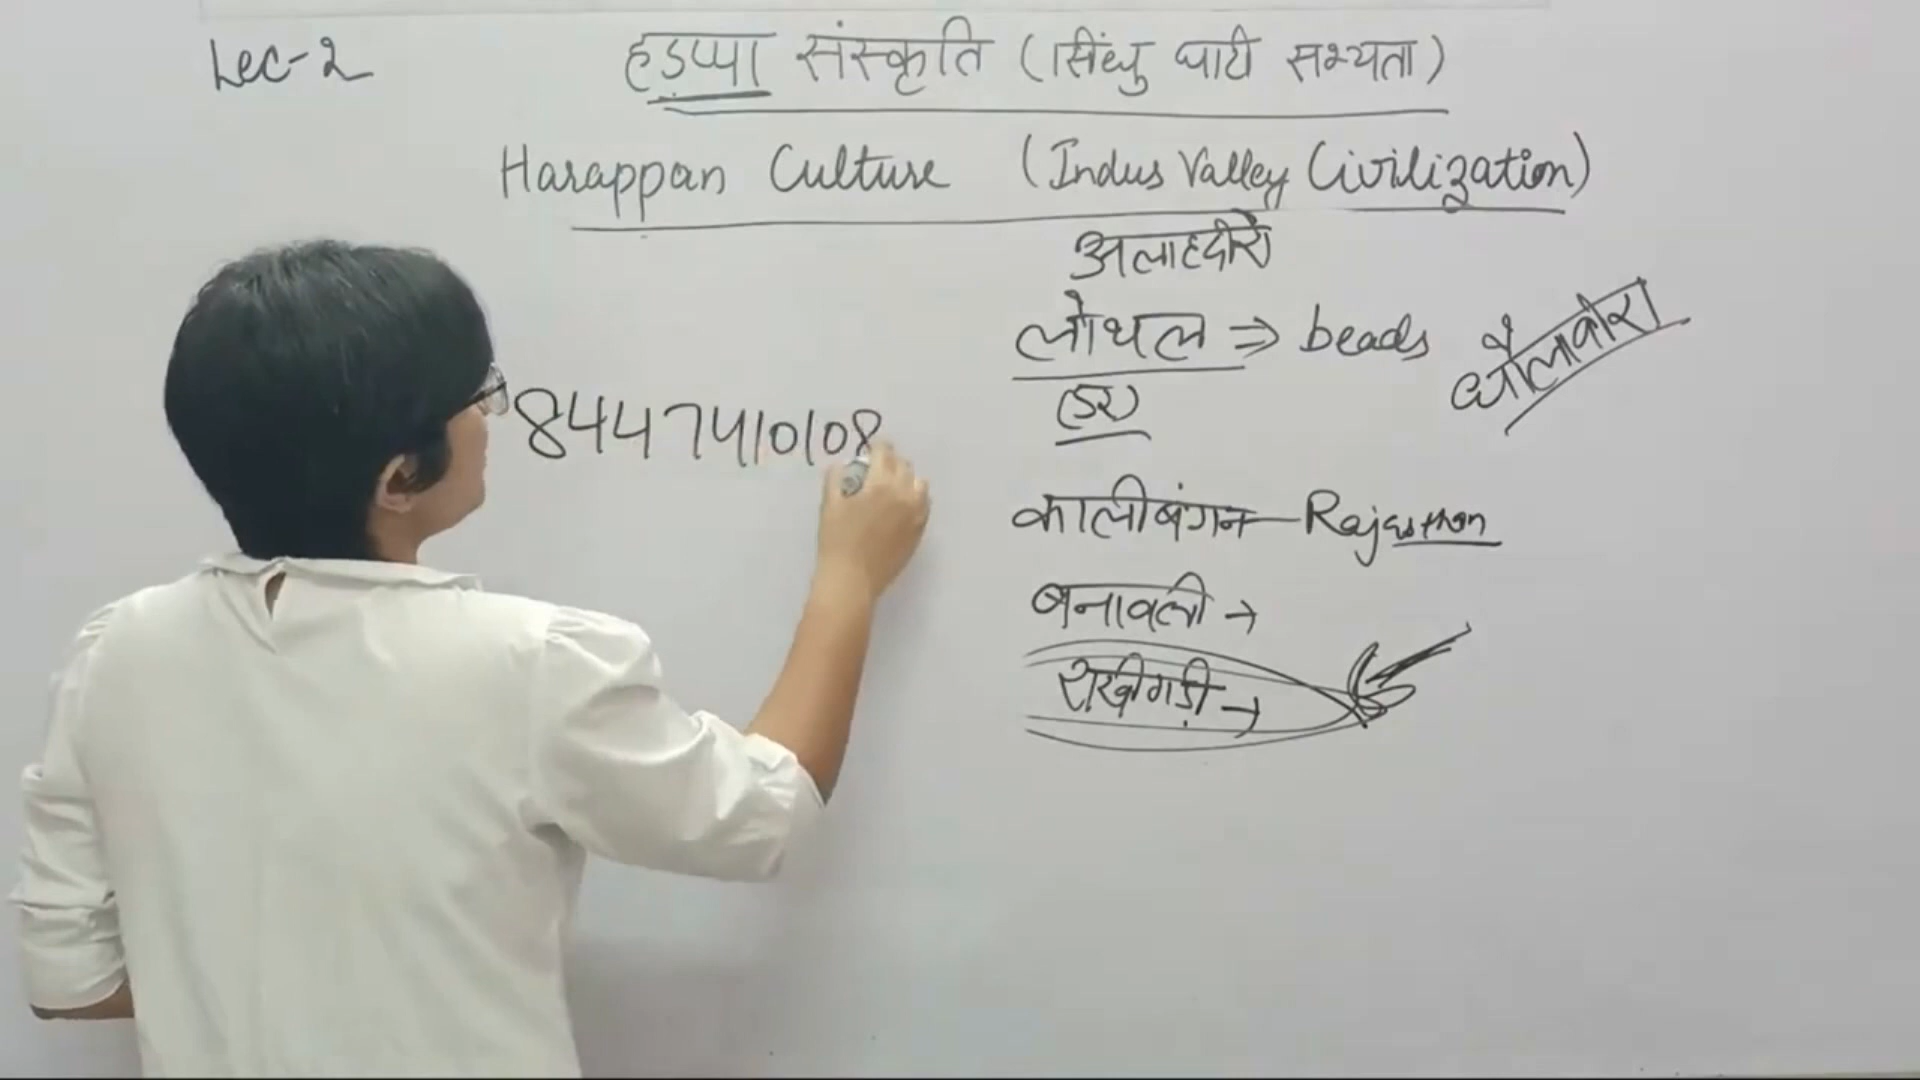 Lec-2
हड़प्पा संस्कृति (सिंधु घाटी सभ्यता)
Harappan Culture (Indus Valley Civilization)
अलाहदीनो
लोथल ⇒ beads
धौलावीरा
8447410108
कालीबंगन - Rajasthan
बनावली →
राखीगड़ी →